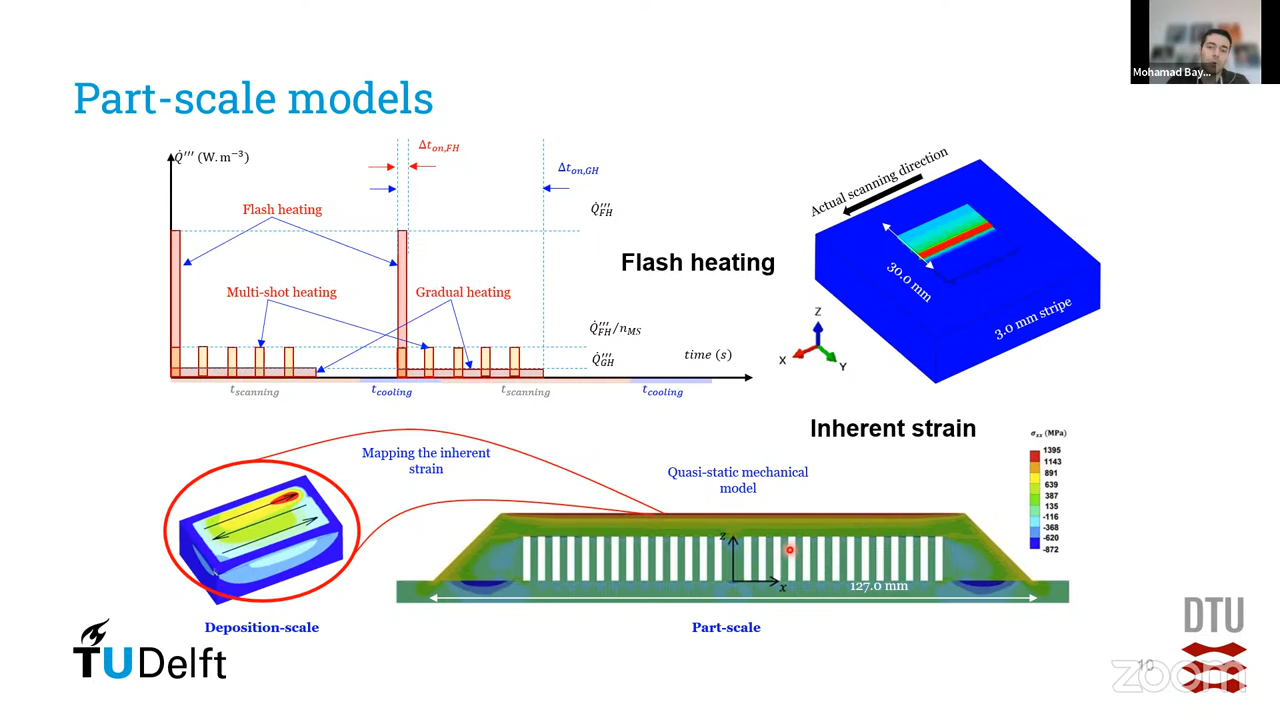 Mohamad Bay...
Part-scale models
Q̇''' (W.m⁻³)
Δt_on,FH
Δt_on,GH
Flash heating
Q̇'''_FH
Multi-shot heating
Gradual heating
Q̇'''_FH/n_MS
Q̇'''_GH
time (s)
t_scanning
t_cooling
t_scanning
t_cooling
Flash heating
Actual scanning direction
30.0 mm
3.0 mm stripe
Z
X
Y
Inherent strain
Mapping the inherent
strain
Quasi-static mechanical
model
σ_xx (MPa)
1395
1143
891
639
387
135
-116
-368
-620
-872
z
x
127.0 mm
Deposition-scale
Part-scale
TUDelft
DTU
10
zoom